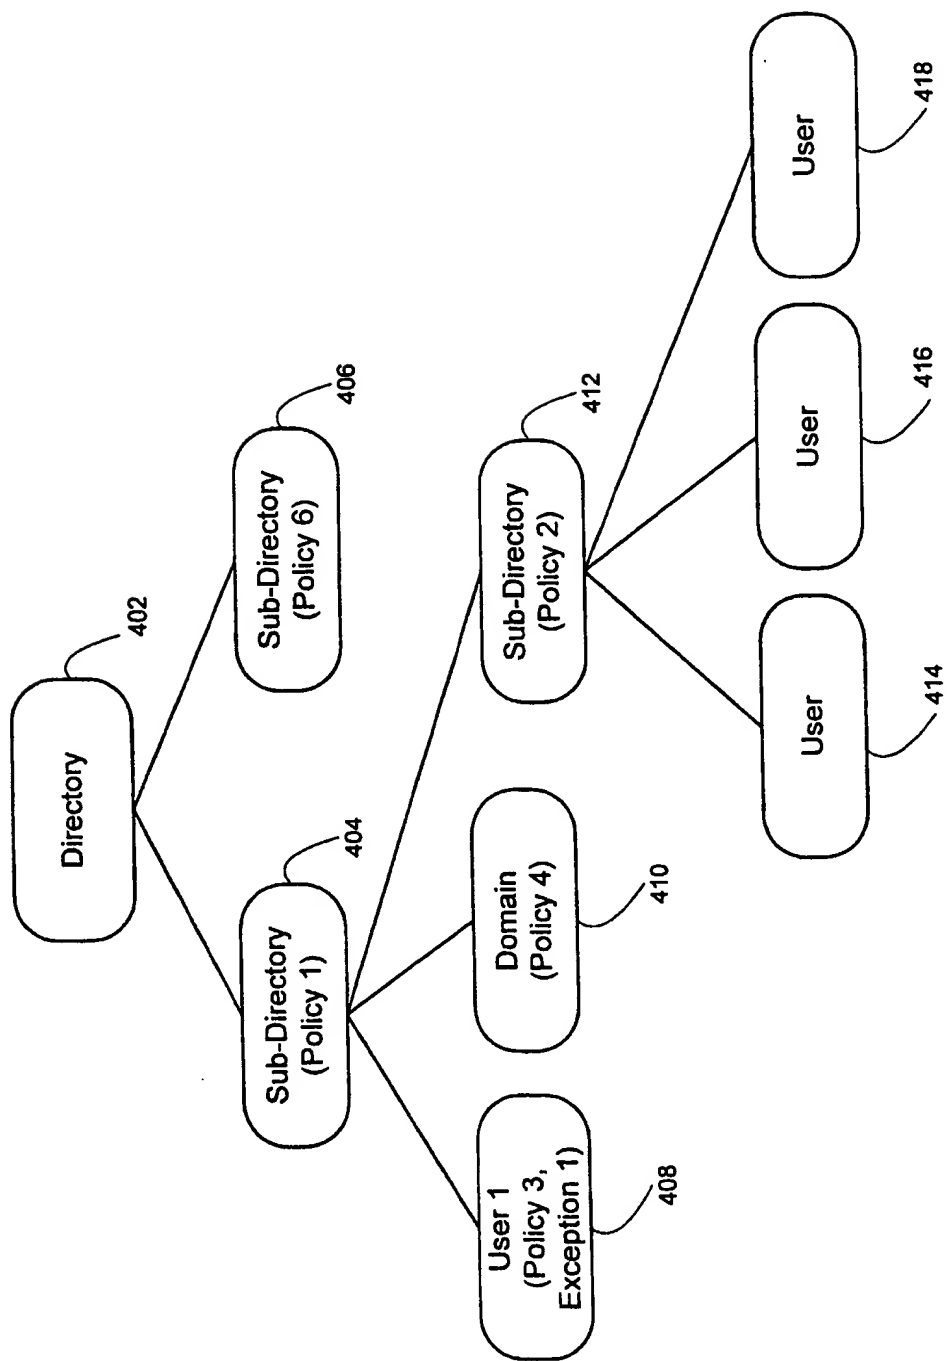 Directory
402
Sub-Directory
(Policy 1)
404
Sub-Directory
(Policy 6)
406
User 1
(Policy 3,
Exception 1)
408
Domain
(Policy 4)
410
Sub-Directory
(Policy 2)
412
User
414
User
416
User
418